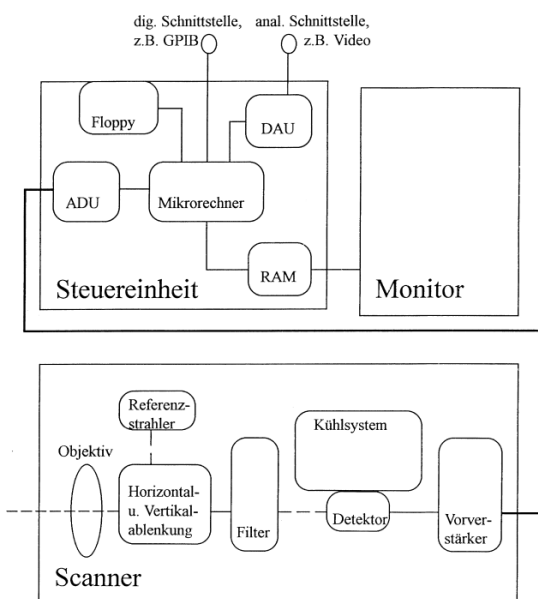 dig. Schnittstelle,
z.B. GPIB
anal. Schnittstelle,
z.B. Video
Floppy
DAU
ADU
Mikrorechner
RAM
Steuereinheit
Monitor
Referenz-
strahler
Objektiv
Horizontal-
u. Vertikal-
ablenkung
Filter
Kühlsystem
Detektor
Vorver-
stärker
Scanner